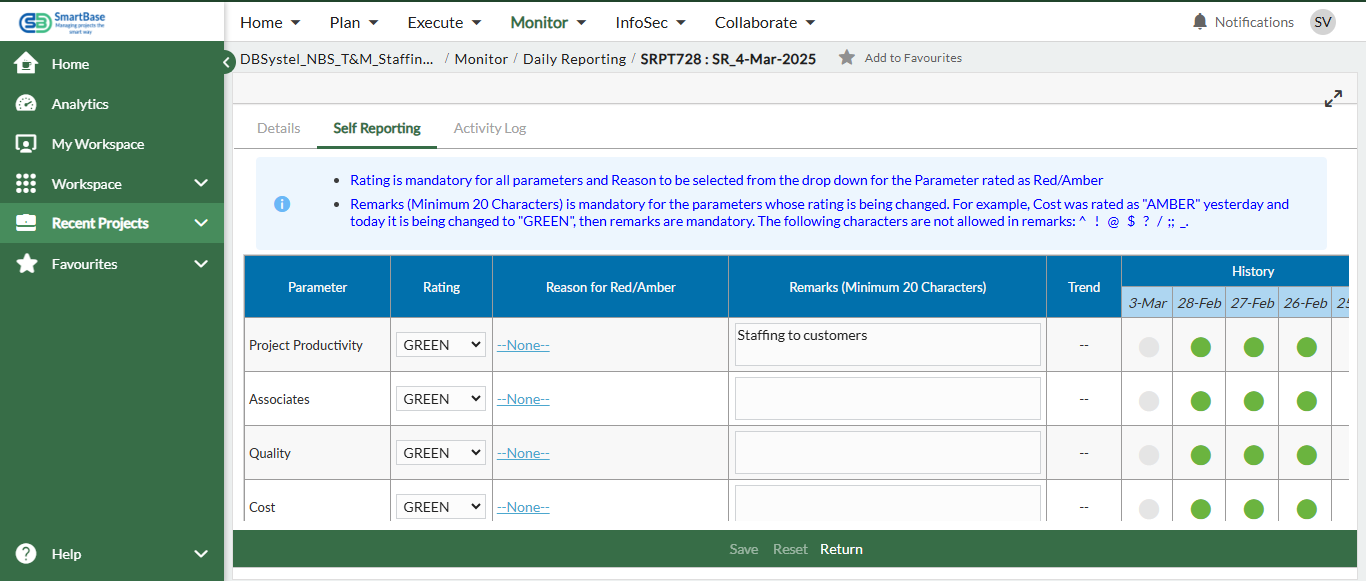 SmartBase
Managing projects the
smart way
Home Plan Execute Monitor InfoSec Collaborate Notifications SV
Home
Analytics
My Workspace
Workspace
Recent Projects
Favourites
Help
DBSystel_NBS_T&M_Staffin... / Monitor / Daily Reporting / SRPT728 : SR_4-Mar-2025 Add to Favourites
Details Self Reporting Activity Log
• Rating is mandatory for all parameters and Reason to be selected from the drop down for the Parameter rated as Red/Amber
• Remarks (Minimum 20 Characters) is mandatory for the parameters whose rating is being changed. For example, Cost was rated as "AMBER" yesterday and
today it is being changed to "GREEN", then remarks are mandatory. The following characters are not allowed in remarks: ^ ! @ $ ? / ;; _.
Parameter Rating Reason for Red/Amber Remarks (Minimum 20 Characters) Trend History
3-Mar 28-Feb 27-Feb 26-Feb 25
Project Productivity GREEN --None-- Staffing to customers --
Associates GREEN --None-- --
Quality GREEN --None-- --
Cost GREEN --None-- --
Save Reset Return